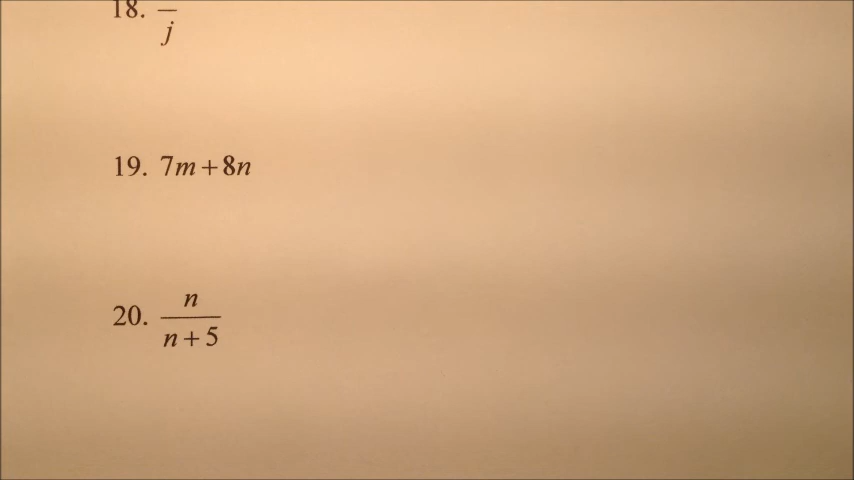 18. — j
19. 7m+8n
20. n/(n+5)